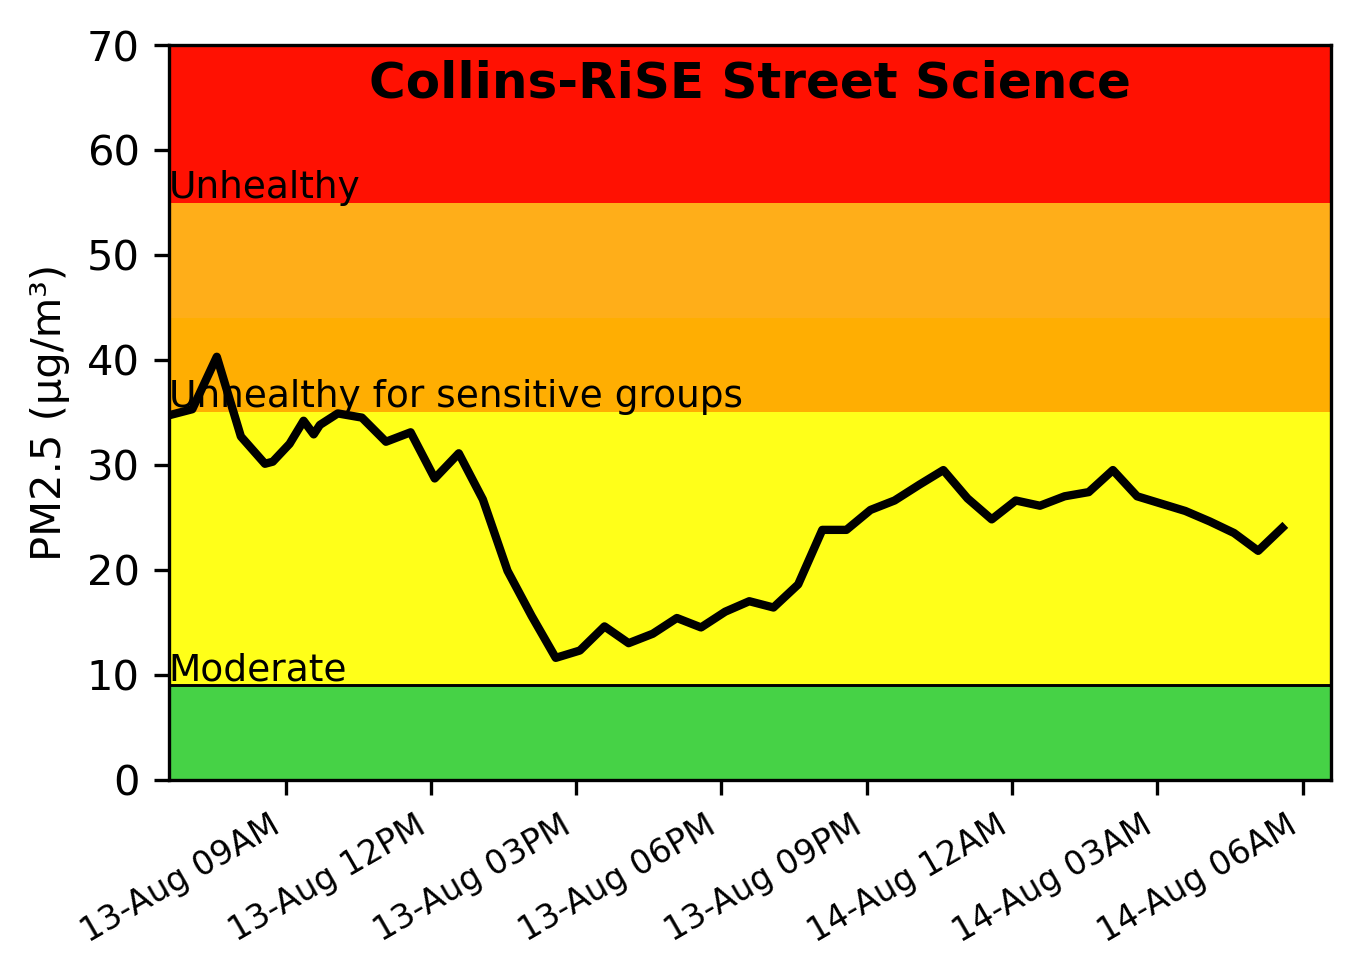 Collins-RiSE Street Science
70
60
50
40
30
20
10
0
PM2.5 (µg/m³)
Unhealthy
Unhealthy for sensitive groups
Moderate
13-Aug 09AM
13-Aug 12PM
13-Aug 03PM
13-Aug 06PM
13-Aug 09PM
14-Aug 12AM
14-Aug 03AM
14-Aug 06AM